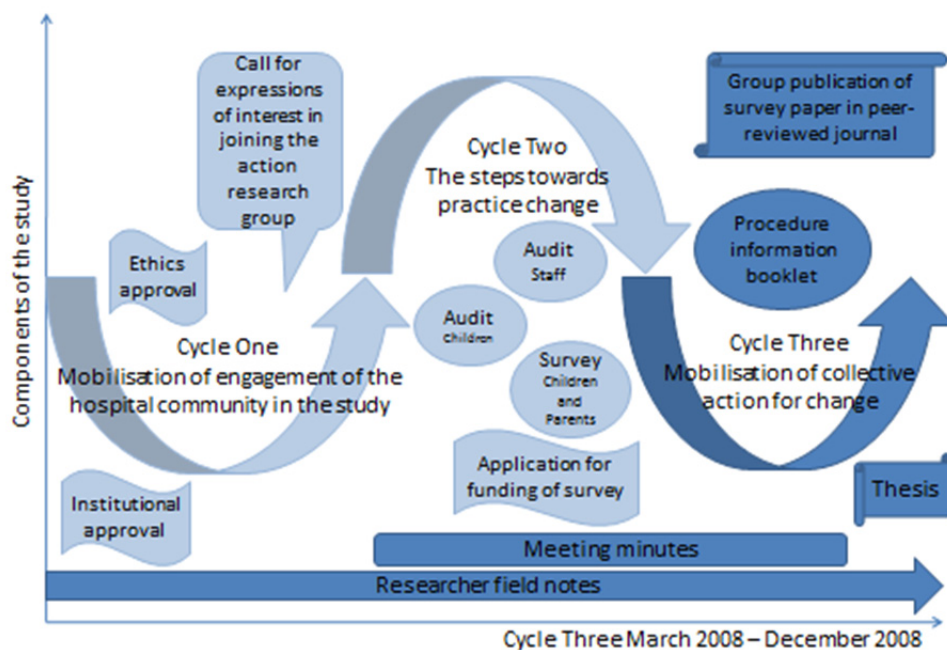 Components of the study
Call for
expressions
of interest in
joining the
action
research
group
Group publication of
survey paper in peer-
reviewed journal
Cycle Two
The steps towards
practice change
Ethics
approval
Audit
Staff
Procedure
information
booklet
Audit
Children
Cycle One
Mobilisation of engagement of the
hospital community in the study
Survey
Children
and
Parents
Cycle Three
Mobilisation of collective
action for change
Application for
funding of survey
Institutional
approval
Thesis
Meeting minutes
Researcher field notes
Cycle Three March 2008 – December 2008